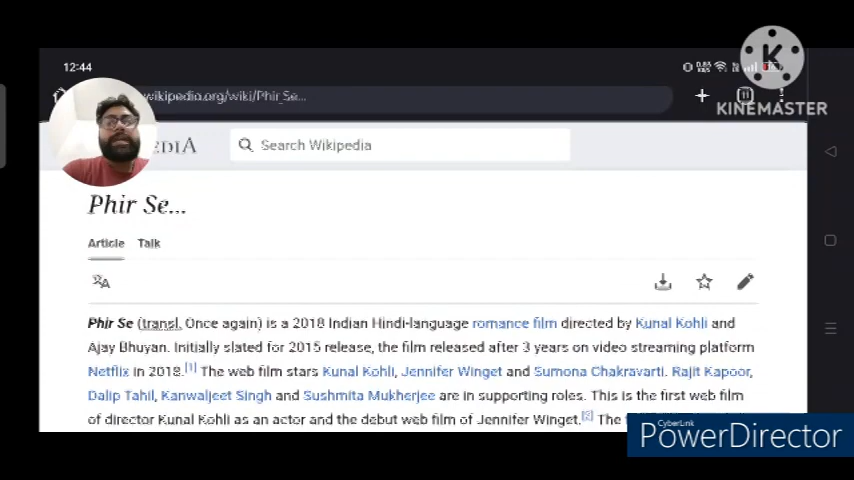 12:44
KINEMASTER
wikipedia.org/wiki/Phir_Se...
EDIA
Search Wikipedia
Phir Se...
Article Talk
Phir Se (transl. Once again) is a 2018 Indian Hindi-language romance film directed by Kunal Kohli and
Ajay Bhuyan. Initially slated for 2015 release, the film released after 3 years on video streaming platform
Netflix in 2018.[1] The web film stars Kunal Kohli, Jennifer Winget and Sumona Chakravarti. Rajit Kapoor,
Dalip Tahil, Kanwaljeet Singh and Sushmita Mukherjee are in supporting roles. This is the first web film
of director Kunal Kohli as an actor and the debut web film of Jennifer Winget.[2] The
CyberLink
PowerDirector